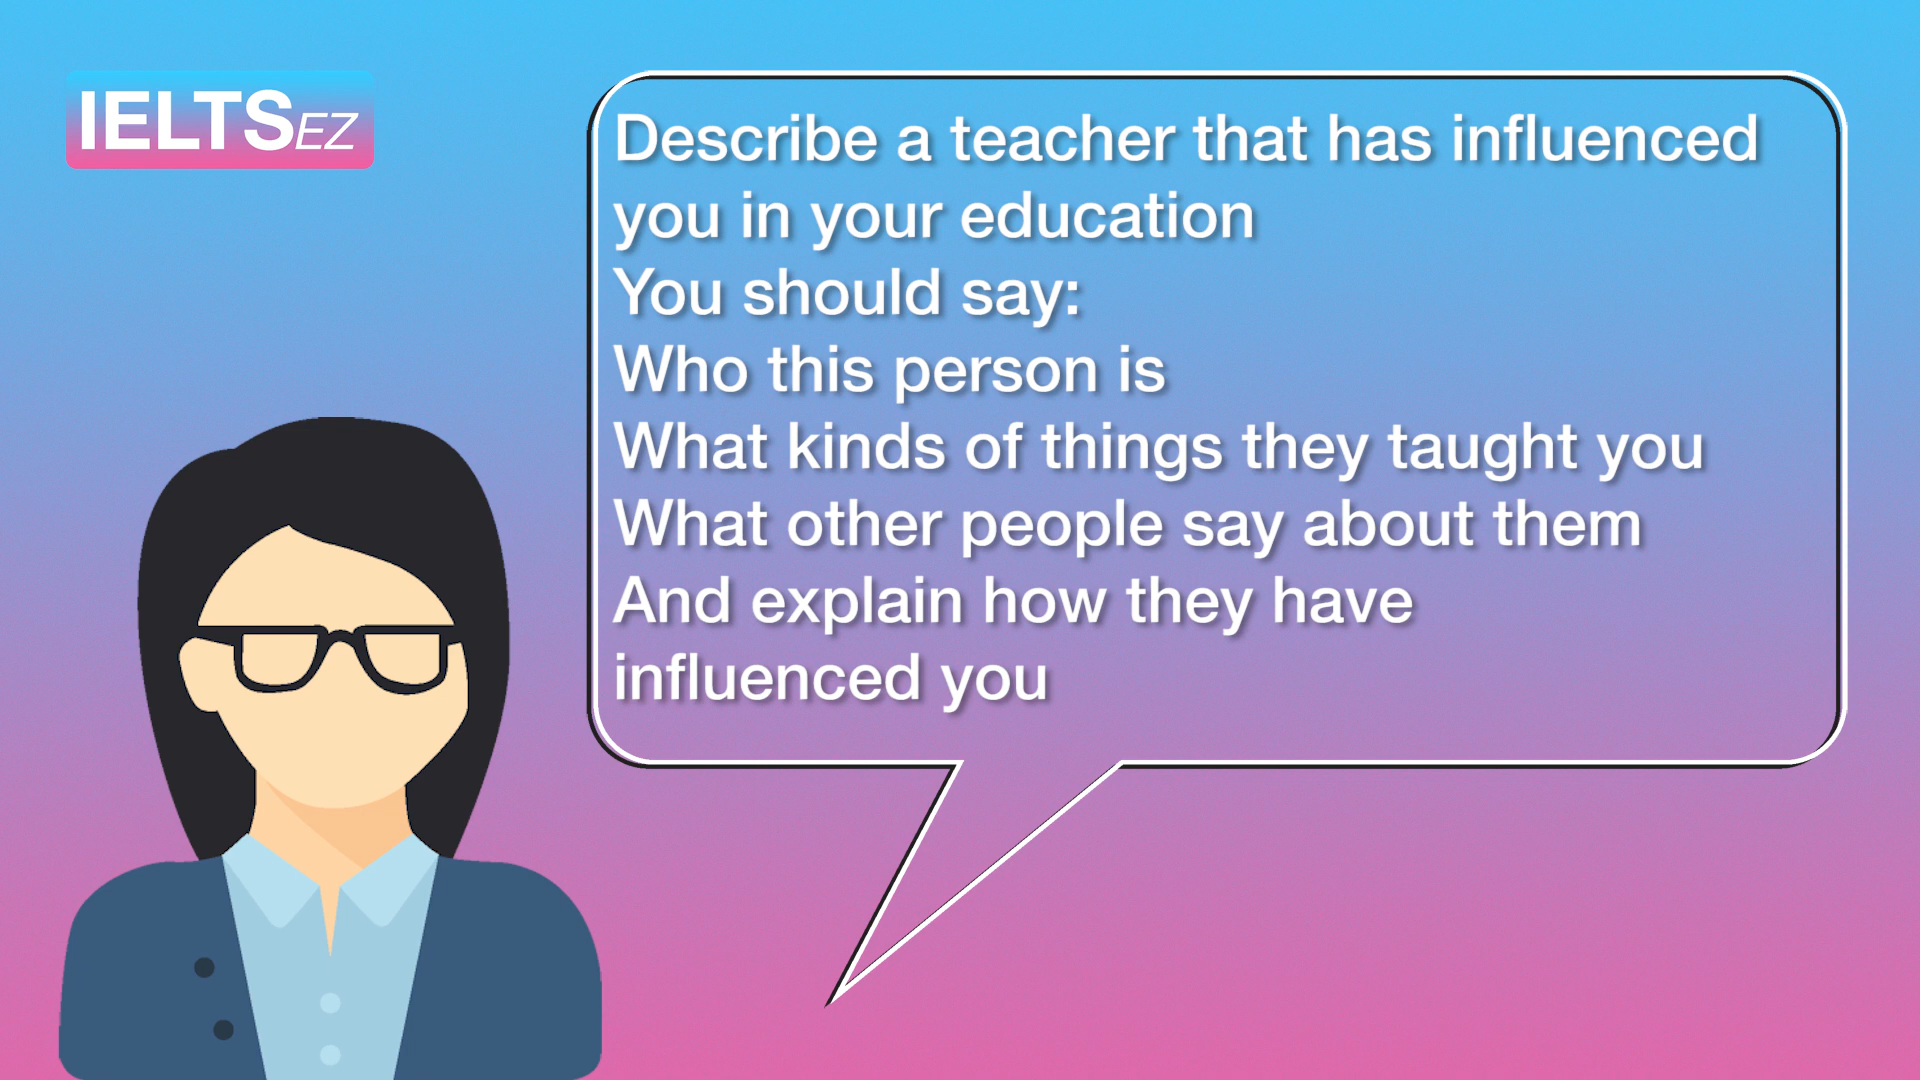 IELTSEZ
Describe a teacher that has influenced
you in your education
You should say:
Who this person is
What kinds of things they taught you
What other people say about them
And explain how they have
influenced you